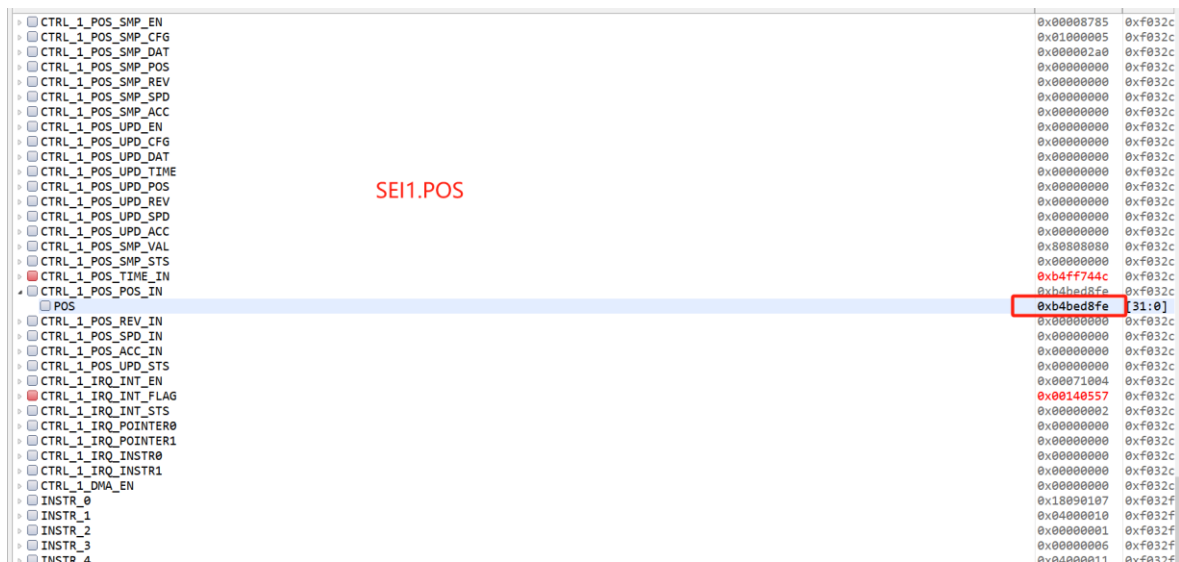 CTRL_1_POS_SMP_EN 0x00008785 0xf032c
CTRL_1_POS_SMP_CFG 0x01000005 0xf032c
CTRL_1_POS_SMP_DAT 0x000002a0 0xf032c
CTRL_1_POS_SMP_POS 0x00000000 0xf032c
CTRL_1_POS_SMP_REV 0x00000000 0xf032c
CTRL_1_POS_SMP_SPD 0x00000000 0xf032c
CTRL_1_POS_SMP_ACC 0x00000000 0xf032c
CTRL_1_POS_UPD_EN 0x00000000 0xf032c
CTRL_1_POS_UPD_CFG 0x00000000 0xf032c
CTRL_1_POS_UPD_DAT 0x00000000 0xf032c
CTRL_1_POS_UPD_TIME 0x00000000 0xf032c
CTRL_1_POS_UPD_POS 0x00000000 0xf032c
SEI1.POS
CTRL_1_POS_UPD_REV 0x00000000 0xf032c
CTRL_1_POS_UPD_SPD 0x00000000 0xf032c
CTRL_1_POS_UPD_ACC 0x00000000 0xf032c
CTRL_1_POS_SMP_VAL 0x80808080 0xf032c
CTRL_1_POS_SMP_STS 0x00000000 0xf032c
CTRL_1_POS_TIME_IN 0xb4ff744c 0xf032c
CTRL_1_POS_POS_IN 0xb4bed8fe 0xf032c
POS 0xb4bed8fe [31:0]
CTRL_1_POS_REV_IN 0x00000000 0xf032c
CTRL_1_POS_SPD_IN 0x00000000 0xf032c
CTRL_1_POS_ACC_IN 0x00000000 0xf032c
CTRL_1_POS_UPD_STS 0x00000000 0xf032c
CTRL_1_IRQ_INT_EN 0x00071004 0xf032c
CTRL_1_IRQ_INT_FLAG 0x00140557 0xf032c
CTRL_1_IRQ_INT_STS 0x00000002 0xf032c
CTRL_1_IRQ_POINTER0 0x00000000 0xf032c
CTRL_1_IRQ_POINTER1 0x00000000 0xf032c
CTRL_1_IRQ_INSTR0 0x00000000 0xf032c
CTRL_1_IRQ_INSTR1 0x00000000 0xf032c
CTRL_1_DMA_EN 0x00000000 0xf032c
INSTR_0 0x18090107 0xf032f
INSTR_1 0x04000010 0xf032f
INSTR_2 0x00000001 0xf032f
INSTR_3 0x00000006 0xf032f
INSTR_4 0x04000011 0xf032f